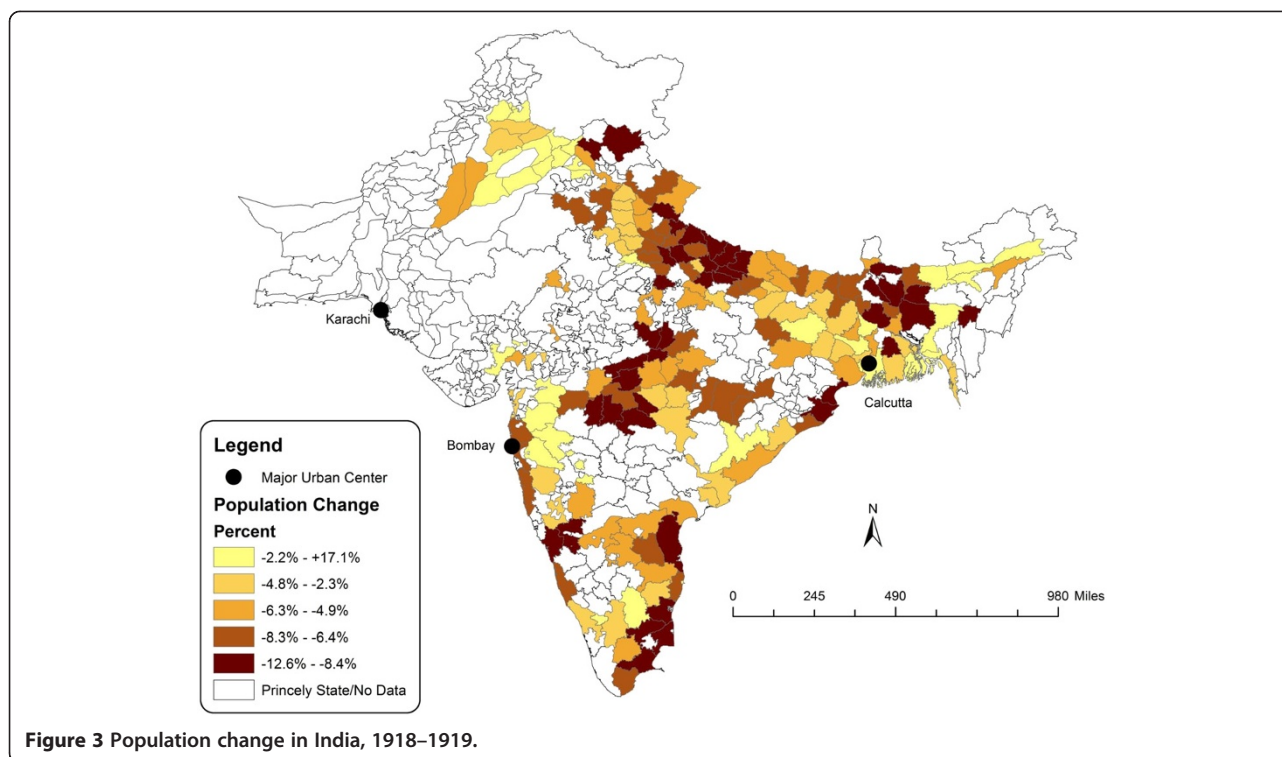 Karachi
Bombay
Calcutta
N
0 245 490 980 Miles
Legend
Major Urban Center
Population Change
Percent
-2.2% - +17.1%
-4.8% - -2.3%
-6.3% - -4.9%
-8.3% - -6.4%
-12.6% - -8.4%
Princely State/No Data
Figure 3 Population change in India, 1918–1919.